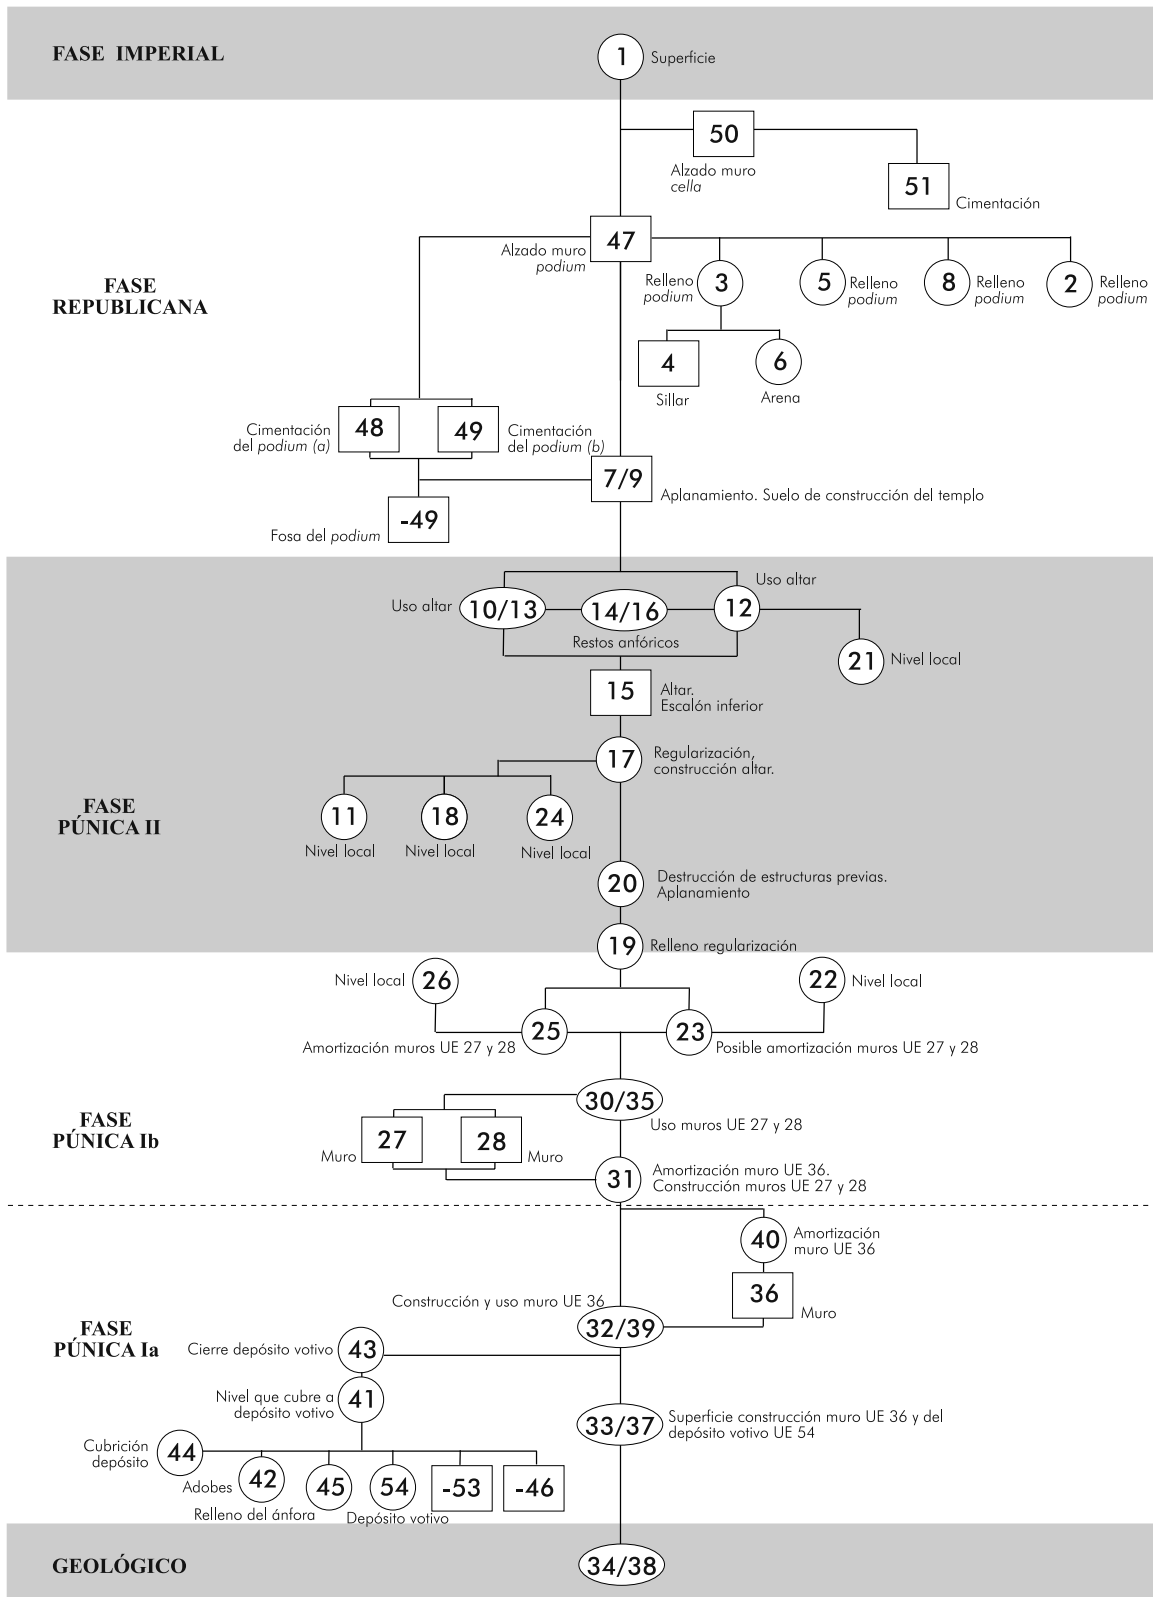 FASE IMPERIAL
1
Superficie
50
Alzado muro
cella
51
Cimentación
FASE
REPUBLICANA
47
Alzado muro
podium
3
Relleno
podium
5
Relleno
podium
8
Relleno
podium
2
Relleno
podium
4
Sillar
6
Arena
48
Cimentación
del podium (a)
49
Cimentación
del podium (b)
7/9
Aplanamiento. Suelo de construcción del templo
-49
Fosa del podium
FASE
PÚNICA II
Uso altar
10/13
14/16
Restos anfóricos
12
Uso altar
21
Nivel local
15
Altar.
Escalón inferior
17
Regularización,
construcción altar.
11
Nivel local
18
Nivel local
24
Nivel local
20
Destrucción de estructuras previas.
Aplanamiento
19
Relleno regularización
FASE
PÚNICA Ib
Nivel local
26
22
Nivel local
25
Amortización muros UE 27 y 28
23
Posible amortización muros UE 27 y 28
30/35
Uso muros UE 27 y 28
27
Muro
28
Muro
31
Amortización muro UE 36.
Construcción muros UE 27 y 28
FASE
PÚNICA Ia
40
Amortización
muro UE 36
36
Muro
Construcción y uso muro UE 36
32/39
Cierre depósito votivo
43
Nivel que cubre a
depósito votivo
41
33/37
Superficie construcción muro UE 36 y del
depósito votivo UE 54
Cubrición
depósito
44
Adobes
42
45
Relleno del ánfora
54
Depósito votivo
-53
-46
GEOLÓGICO
34/38